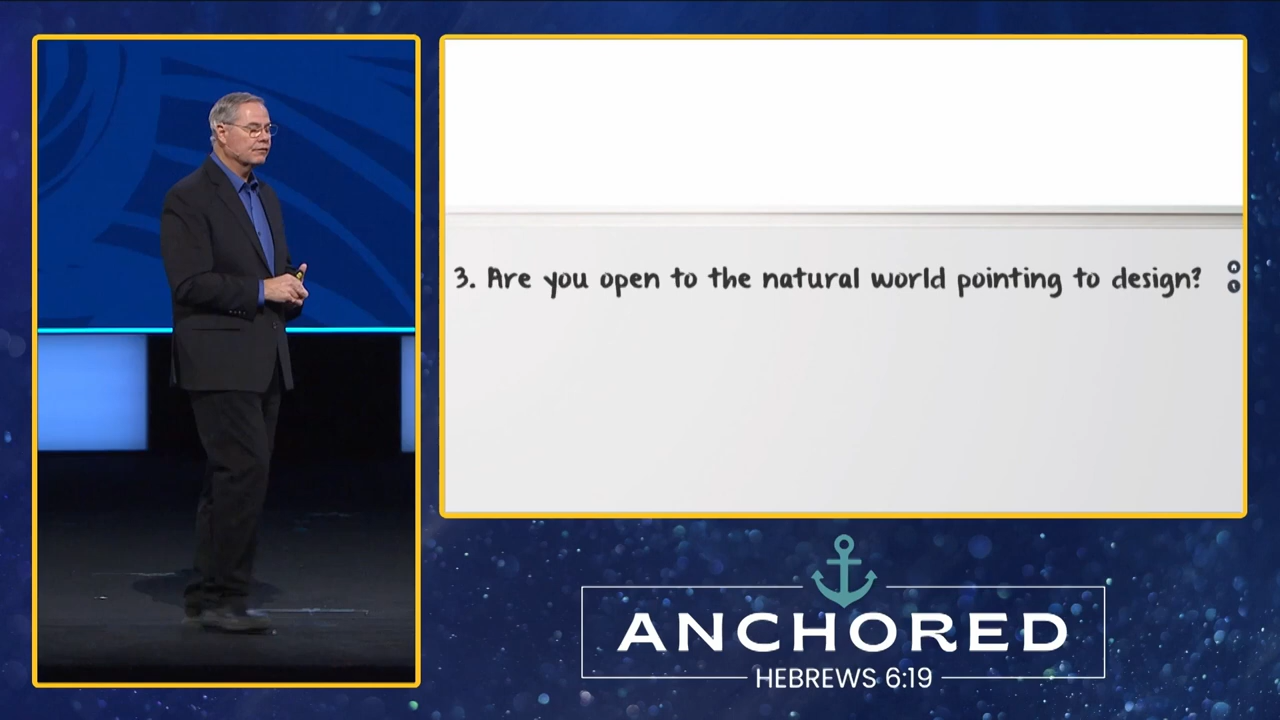 3. Are you open to the natural world pointing to design?
ANCHORED
HEBREWS 6:19